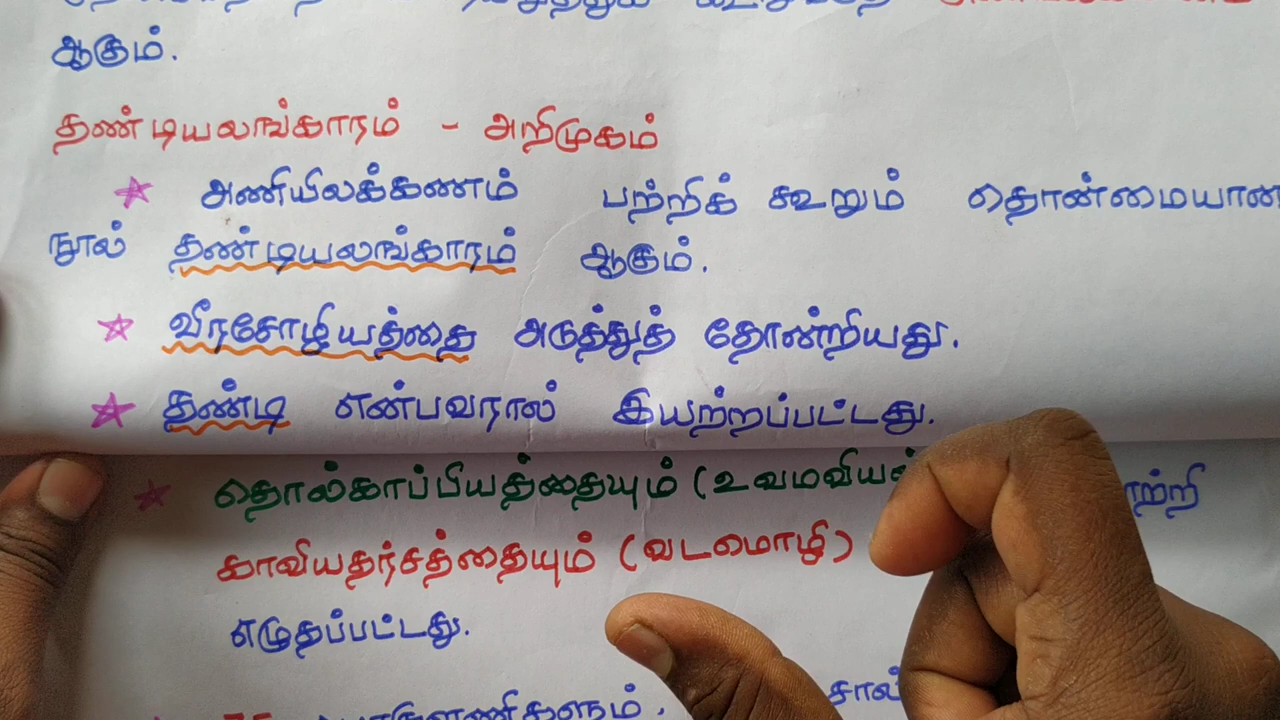 ஆகும்.
தண்டியலங்காரம் - அறிமுகம்
அணியிலக்கணம் பற்றிக் கூறும் தொன்மையான
நூல் தண்டியலங்காரம் ஆகும்.
வீரசோழியத்தை அடுத்துத் தோன்றியது.
தண்டி என்பவரால் இயற்றப்பட்டது.
தொல்காப்பியத்தையும் (உவமவியல்
காவியதர்சத்தையும் (வடமொழி)
எழுதப்பட்டது.